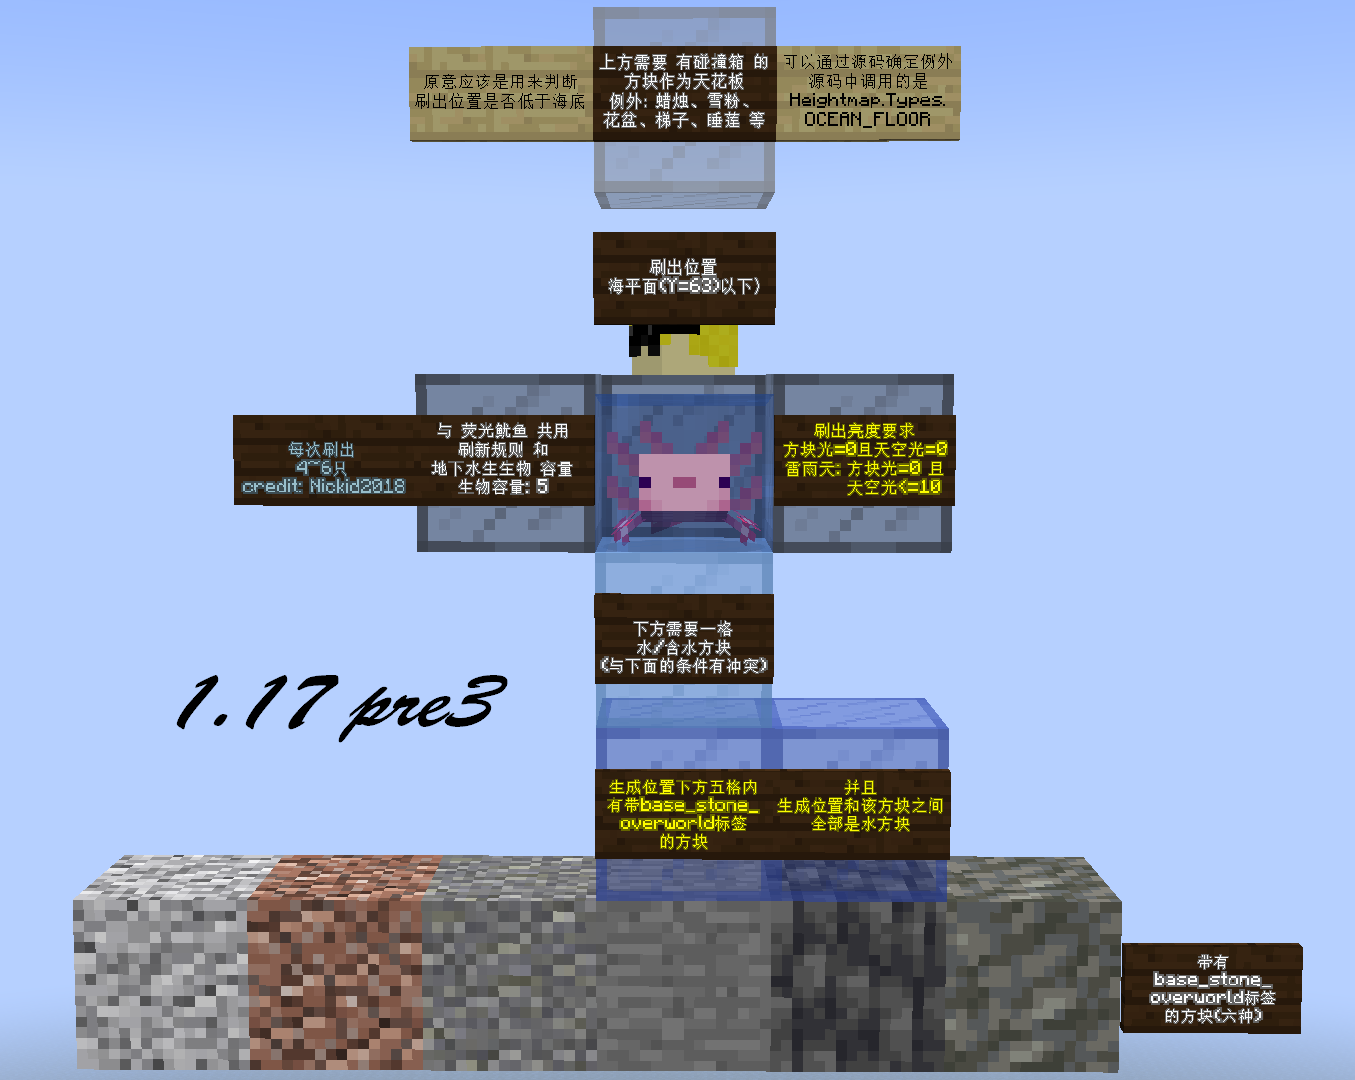 原意应该是用来判断
刷出位置是否低于海底
上方需要 有碰撞箱 的
方块作为天花板
例外: 蜡烛、雪粉、
花盆、梯子、睡莲 等
可以通过源码确定例外
源码中调用的是
Heightmap.Types.
OCEAN_FLOOR
刷出位置
海平面(Y=63)以下)
每次刷出
4~6只
credit: Nickid2018
与 荧光鱿鱼 共用
刷新规则 和
地下水生生物 容量
生物容量: 5
刷出亮度要求
方块光=0且天空光=0
雷雨天: 方块光=0 且
天空光<=10
下方需要一格
水/含水方块
(与下面的条件有冲突)
1.17 pre3
生成位置下方五格内
有带base_stone_
overworld标签
的方块
并且
生成位置和该方块之间
全部是水方块
带有
base_stone_
overworld标签
的方块(六种)